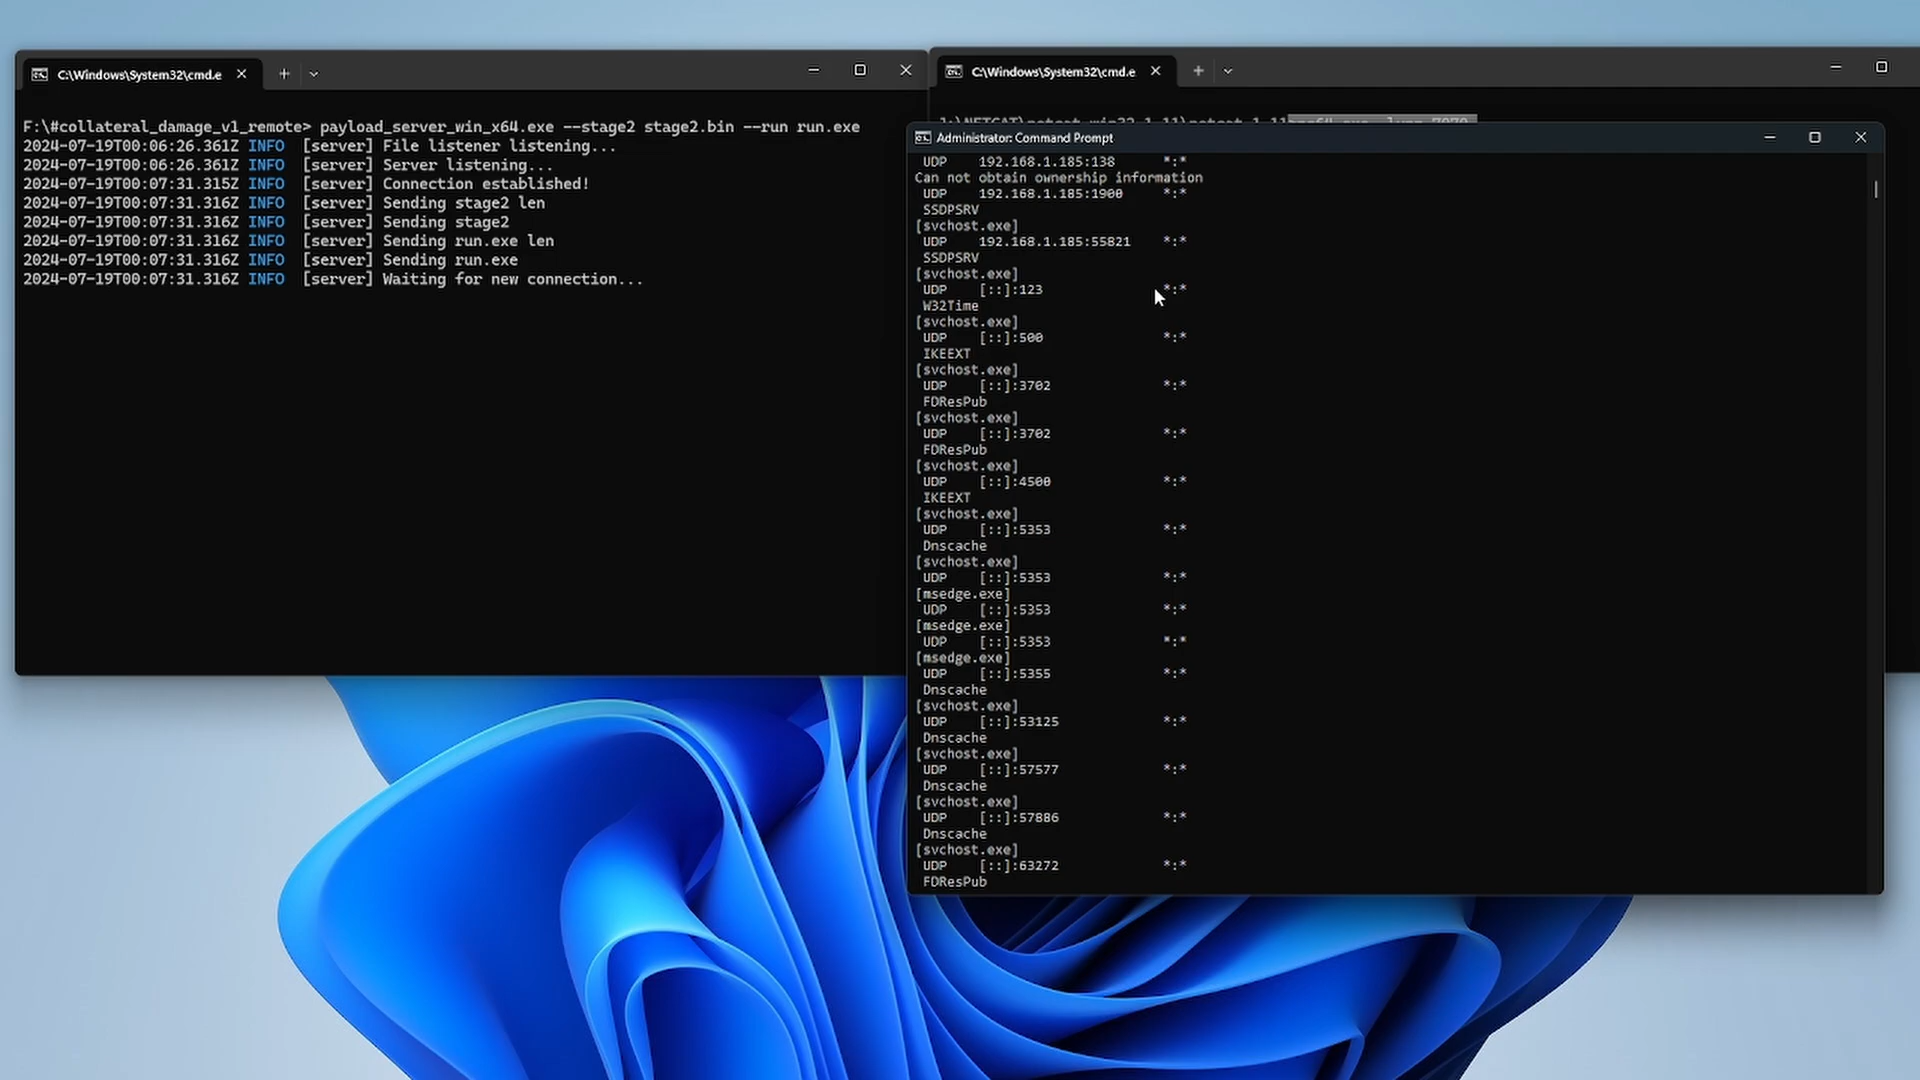 C:\Windows\System32\cmd.e
F:\#collateral_damage_v1_remote> payload_server_win_x64.exe --stage2 stage2.bin --run run.exe
2024-07-19T00:06:26.361Z INFO [server] File listener listening...
2024-07-19T00:06:26.361Z INFO [server] Server listening...
2024-07-19T00:07:31.315Z INFO [server] Connection established!
2024-07-19T00:07:31.316Z INFO [server] Sending stage2 len
2024-07-19T00:07:31.316Z INFO [server] Sending stage2
2024-07-19T00:07:31.316Z INFO [server] Sending run.exe len
2024-07-19T00:07:31.316Z INFO [server] Sending run.exe
2024-07-19T00:07:31.316Z INFO [server] Waiting for new connection...
C:\Windows\System32\cmd.e
Administrator: Command Prompt
UDP 192.168.1.185:138 *:*
Can not obtain ownership information
UDP 192.168.1.185:1900 *:*
SSDPSRV
[svchost.exe]
UDP 192.168.1.185:55821 *:*
SSDPSRV
[svchost.exe]
UDP [::]:123 *:*
W32Time
[svchost.exe]
UDP [::]:500 *:*
IKEEXT
[svchost.exe]
UDP [::]:3702 *:*
FDResPub
[svchost.exe]
UDP [::]:3702 *:*
FDResPub
[svchost.exe]
UDP [::]:4500 *:*
IKEEXT
[svchost.exe]
UDP [::]:5353 *:*
Dnscache
[svchost.exe]
UDP [::]:5353 *:*
[msedge.exe]
UDP [::]:5353 *:*
[msedge.exe]
UDP [::]:5353 *:*
[msedge.exe]
UDP [::]:5355 *:*
Dnscache
[svchost.exe]
UDP [::]:53125 *:*
Dnscache
[svchost.exe]
UDP [::]:57577 *:*
Dnscache
[svchost.exe]
UDP [::]:57886 *:*
Dnscache
[svchost.exe]
UDP [::]:63272 *:*
FDResPub